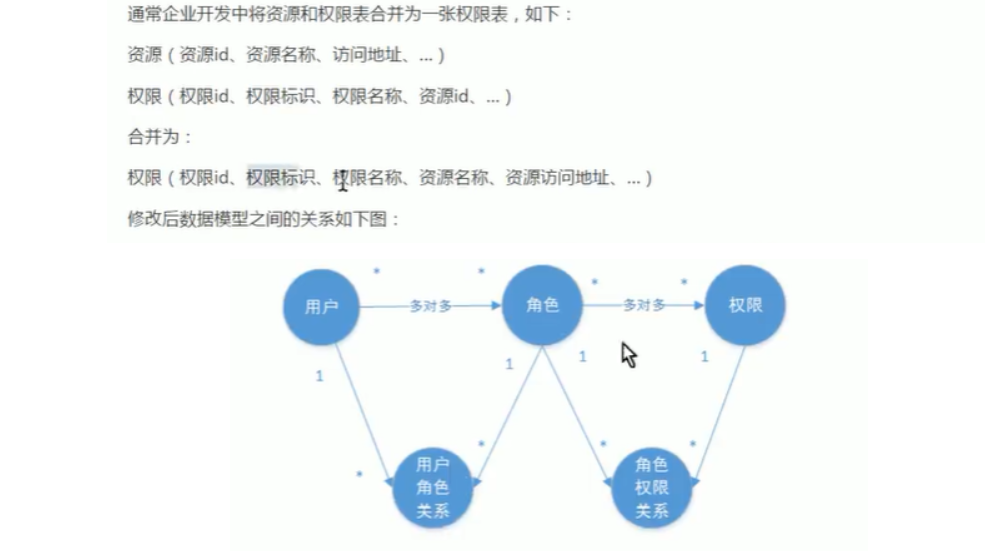 通常企业开发中将资源和权限表合并为一张权限表，如下：
资源（资源id、资源名称、访问地址、...）
权限（权限id、权限标识、权限名称、资源id、...）
合并为：
权限（权限id、权限标识、权限名称、资源名称、资源访问地址、...）
修改后数据模型之间的关系如下图：
* * * *
用户 多对多 角色 多对多 权限
1 1 1 1
* * * *
用户
角色
关系
角色
权限
关系